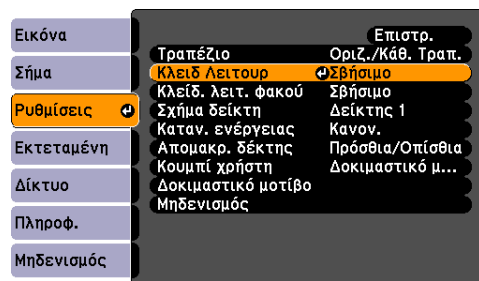 Εικόνα
Σήμα
Ρυθμίσεις
Εκτεταμένη
Δίκτυο
Πληροφ.
Μηδενισμός
Επιστρ.
Τραπέζιο Οριζ./Κάθ. Τραπ.
Κλειδ Λειτουρ Σβήσιμο
Κλείδ. λειτ. φακού Σβήσιμο
Σχήμα δείκτη Δείκτης 1
Καταν. ενέργειας Κανον.
Απομακρ. δέκτης Πρόσθια/Οπίσθια
Κουμπί χρήστη Δοκιμαστικό μ...
Δοκιμαστικό μοτίβο
Μηδενισμός